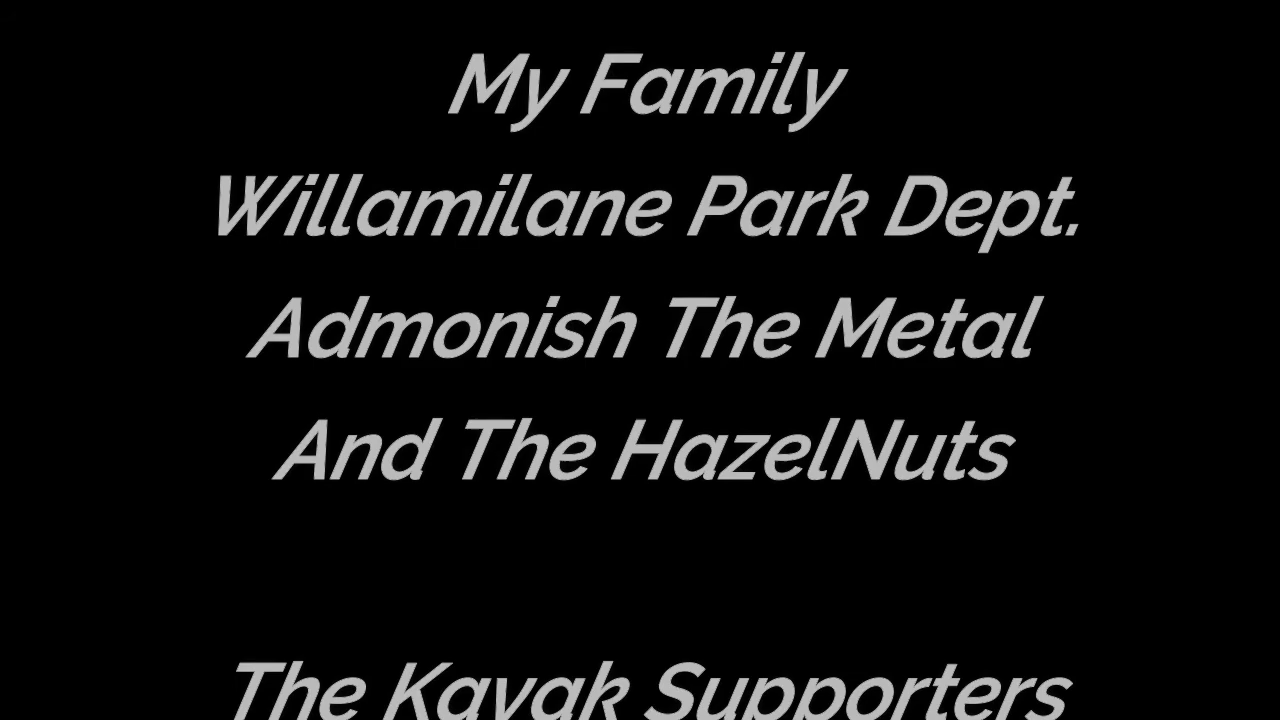 My Family
Willamilane Park Dept.
Admonish The Metal
And The HazelNuts
The Kayak Supporters